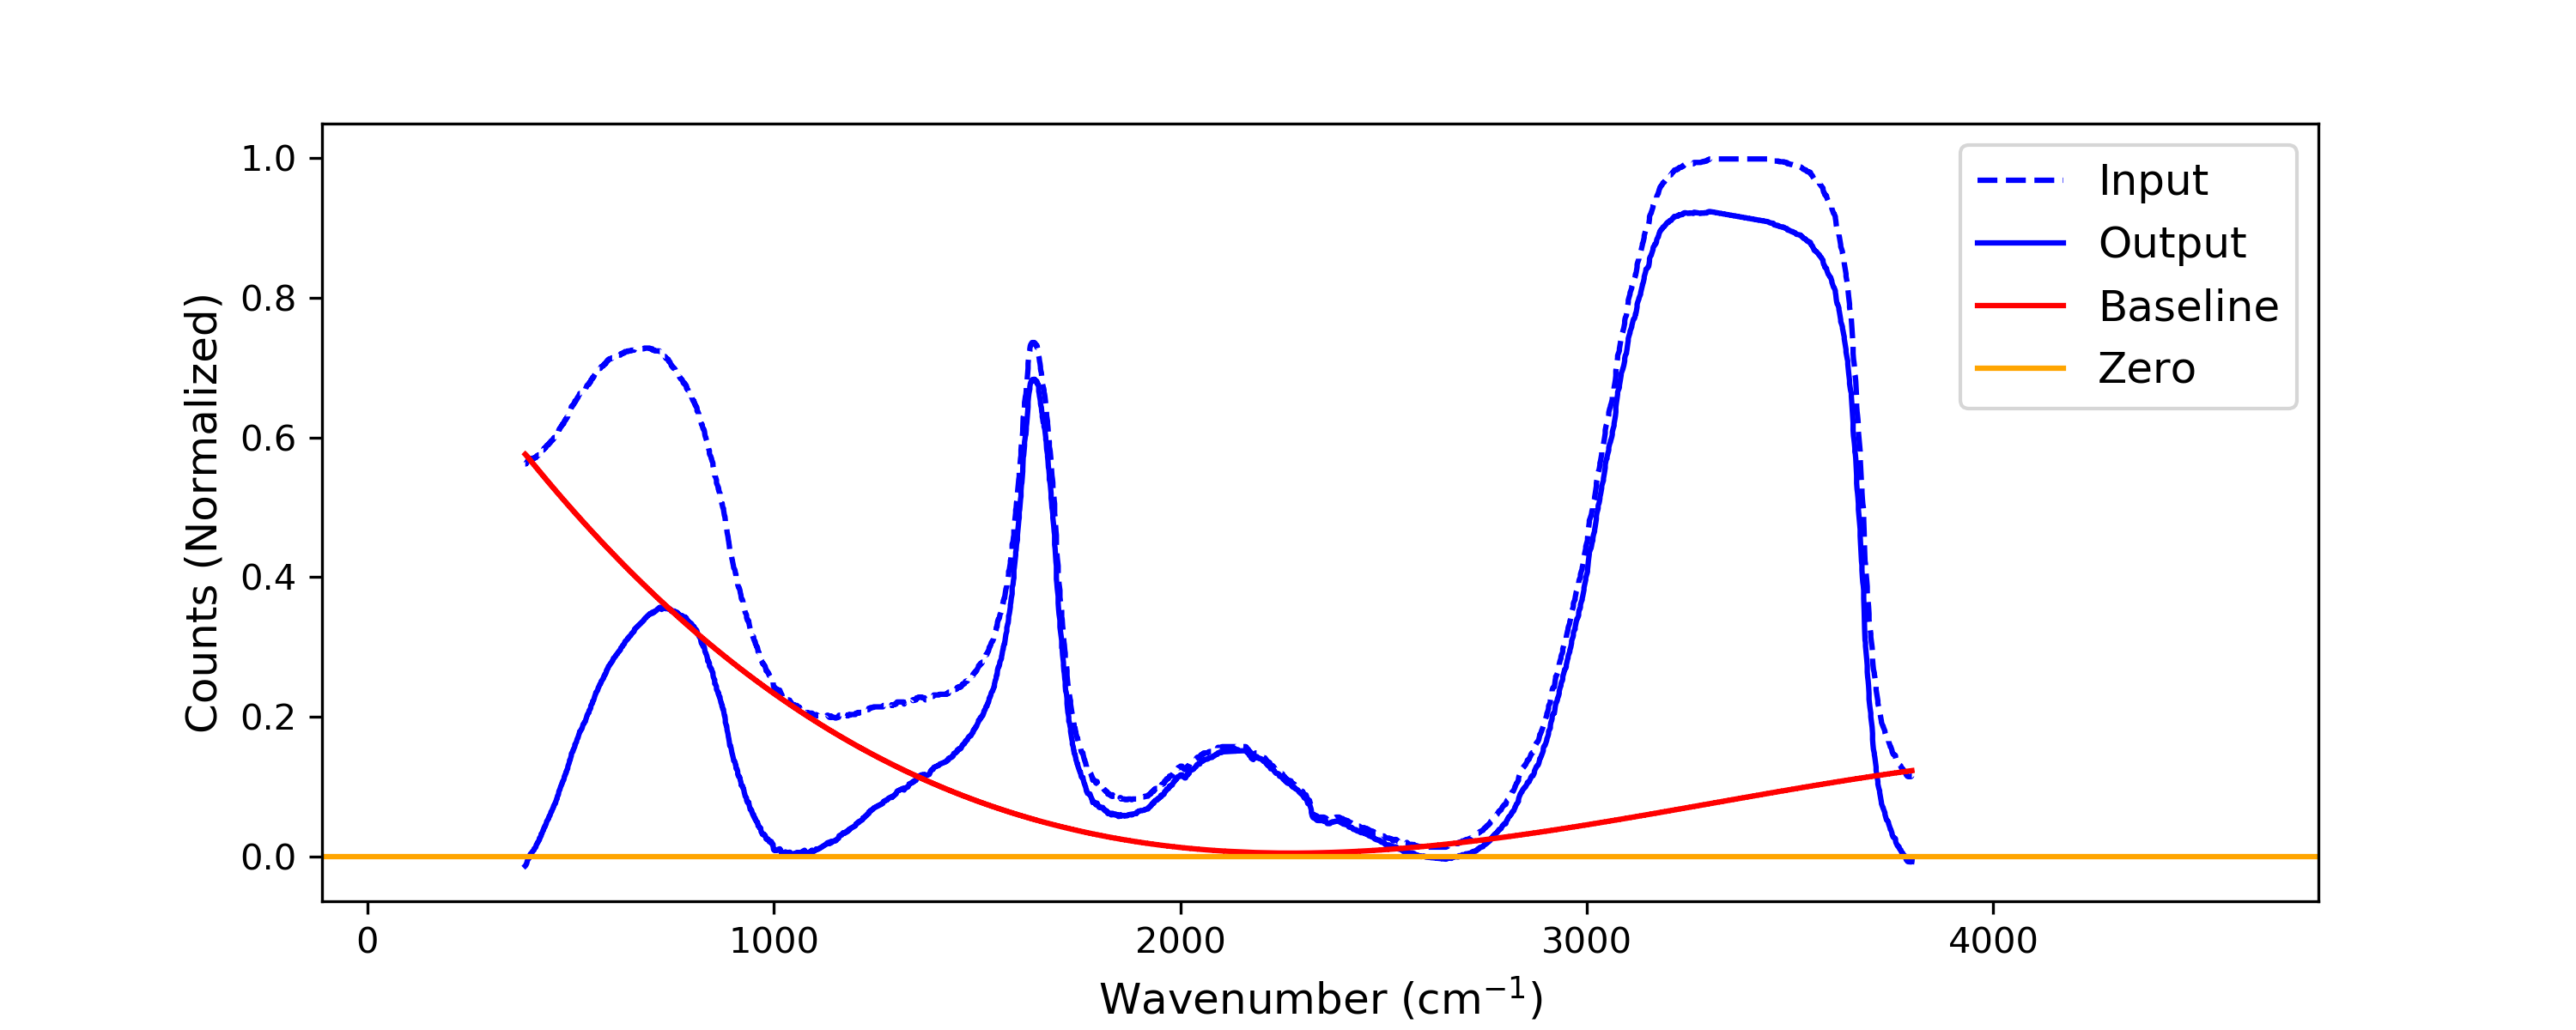 1.0
0.8
0.6
0.4
0.2
0.0
Counts (Normalized)
Input
Output
Baseline
Zero
0 1000 2000 3000 4000
Wavenumber (cm⁻¹)